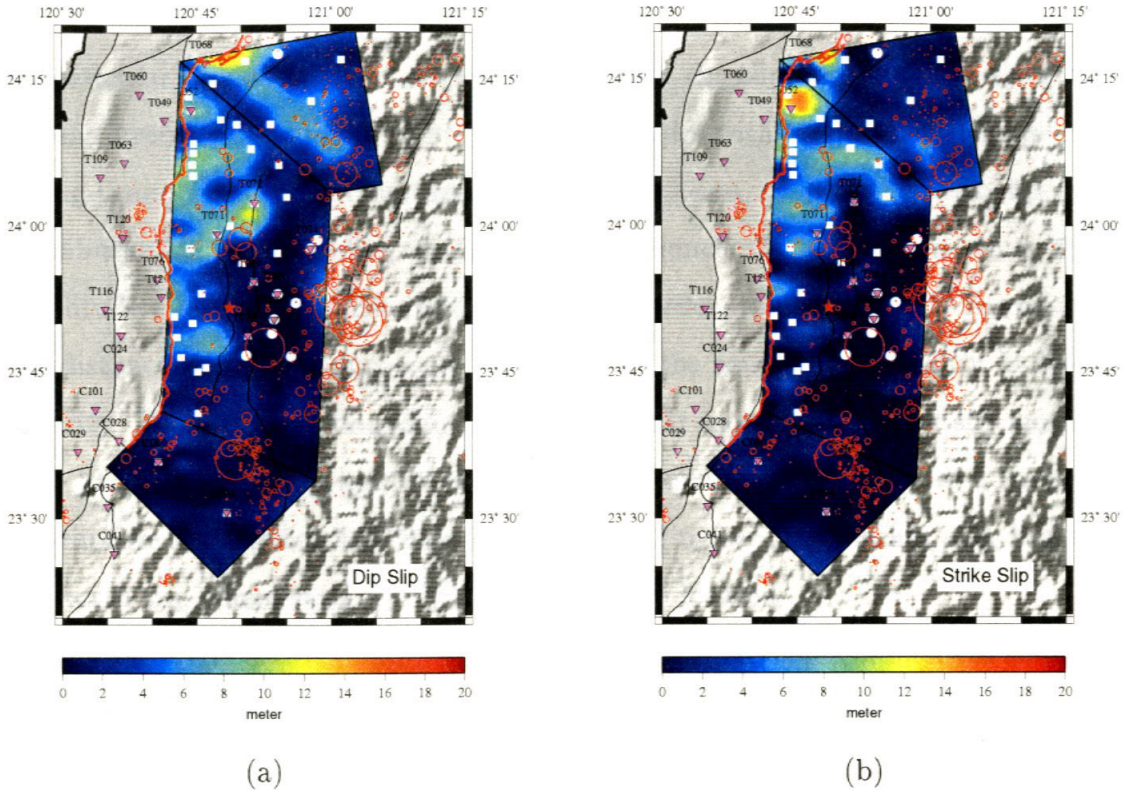 120° 30' 120° 45' 121° 00' 121° 15'
24° 15'
24° 00'
23° 45'
23° 30'
T068
T060
T049
T063
T109
T120
T071
T076
T116
T122
C024
C101
C028
C029
C035
C041
Dip Slip
0 2 4 6 8 10 12 14 16 18 20
meter
(a)
120° 30' 120° 45' 121° 00' 121° 15'
24° 15'
24° 00'
23° 45'
23° 30'
T068
T060
T049
T063
T109
T120
T071
T076
T116
T122
C024
C101
C028
C029
C035
C041
Strike Slip
0 2 4 6 8 10 12 14 16 18 20
meter
(b)